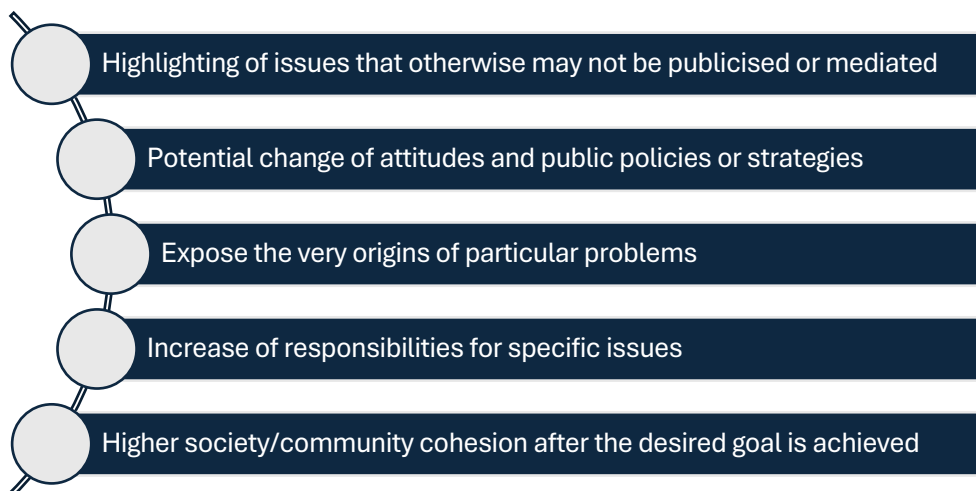 Highlighting of issues that otherwise may not be publicised or mediated
Potential change of attitudes and public policies or strategies
Expose the very origins of particular problems
Increase of responsibilities for specific issues
Higher society/community cohesion after the desired goal is achieved